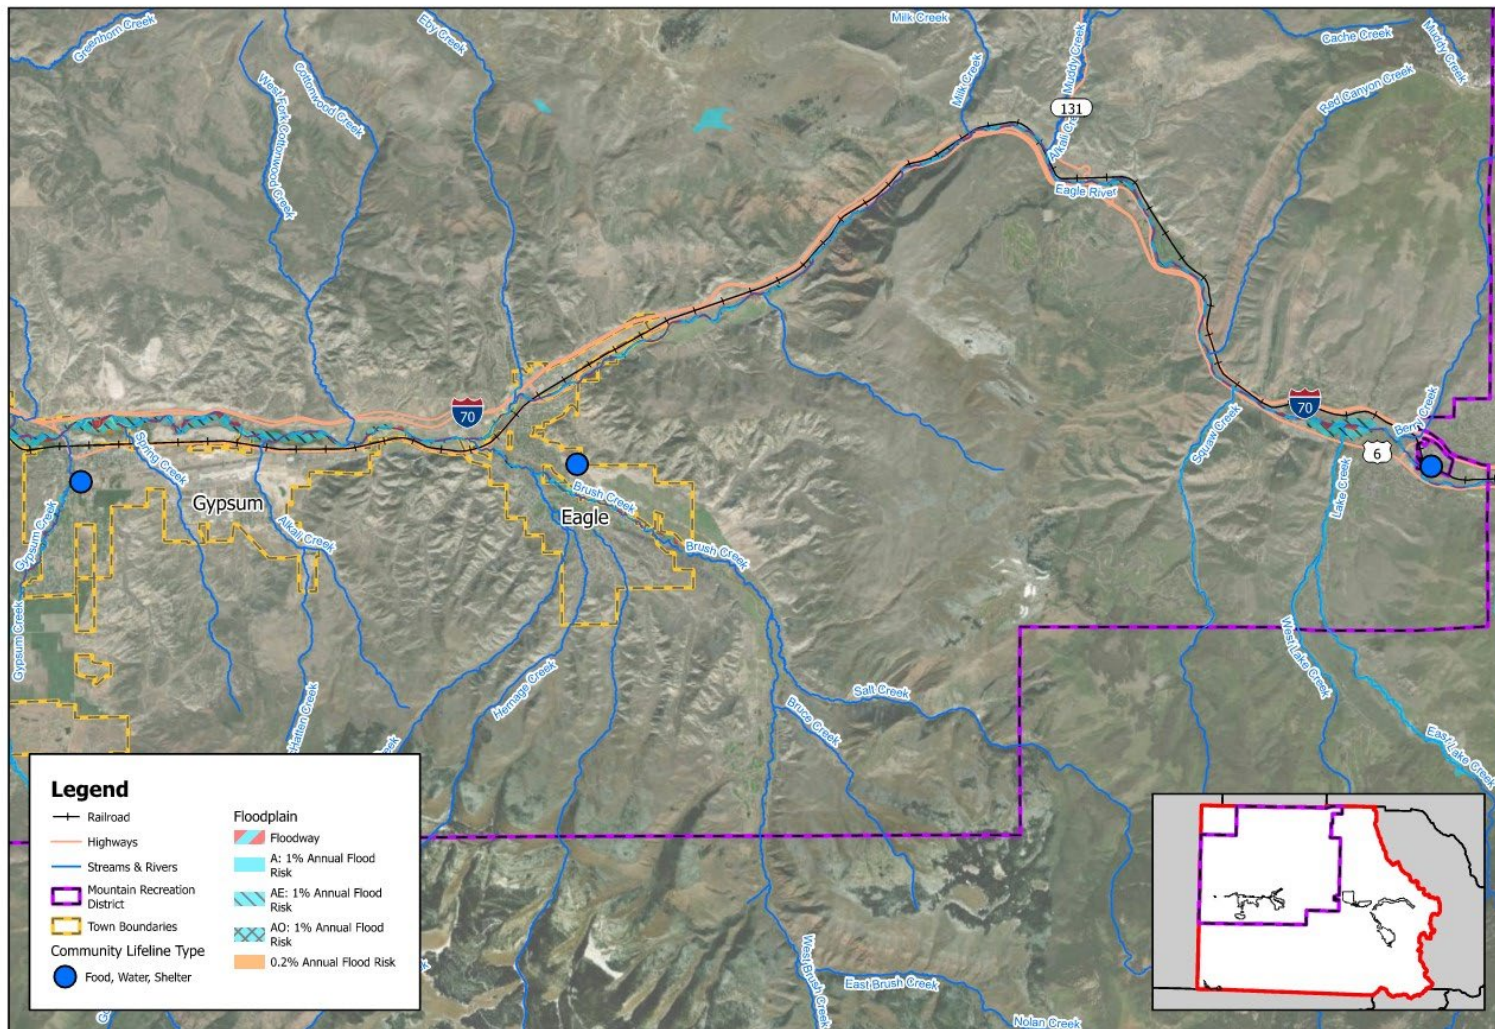 Greenhorn Creek
Eby Creek
Milk Creek
Muddy Creek
Cache Creek
Muddy Creek
West Fork Cottonwood Creek
Cottonwood Creek
Milk Creek
131
Red Canyon Creek
Eagle River
70
70
Berry Creek
6
Squaw Creek
Lake Creek
Spring Creek
Gypsum
Brush Creek
Eagle
Alkali Creek
Gypsum Creek
Brush Creek
Gypsum Creek
West Lake Creek
Hernage Creek
Salt Creek
Bruce Creek
Hatten Creek
East Lake Creek
West Brush Creek
East Brush Creek
Nolan Creek
Legend
Railroad
Highways
Streams & Rivers
Mountain Recreation
District
Town Boundaries
Community Lifeline Type
Food, Water, Shelter
Floodplain
Floodway
A: 1% Annual Flood
Risk
AE: 1% Annual Flood
Risk
AO: 1% Annual Flood
Risk
0.2% Annual Flood Risk